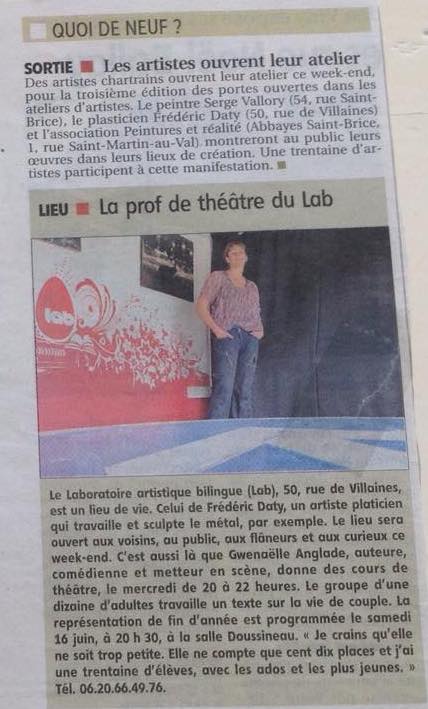 QUOI DE NEUF ?
SORTIE ■ Les artistes ouvrent leur atelier
Des artistes chartrains ouvrent leur atelier ce week-end,
pour la troisième édition des portes ouvertes dans les
ateliers d'artistes. Le peintre Serge Vallory (54, rue Saint-
Brice), le plasticien Frédéric Daty (50, rue de Villaines)
et l'association Peintures et réalité (Abbayes Saint-Brice,
1, rue Saint-Martin-au-Val) montreront au public leurs
œuvres dans leurs lieux de création. Une trentaine d'ar-
tistes participent à cette manifestation. ■
LIEU ■ La prof de théâtre du Lab
lab
Le Laboratoire artistique bilingue (Lab), 50, rue de Villaines,
est un lieu de vie. Celui de Frédéric Daty, un artiste platicien
qui travaille et sculpte le métal, par exemple. Le lieu sera
ouvert aux voisins, au public, aux flâneurs et aux curieux ce
week-end. C'est aussi là que Gwenaëlle Anglade, auteure,
comédienne et metteur en scène, donne des cours de
théâtre, le mercredi de 20 à 22 heures. Le groupe d'une
dizaine d'adultes travaille un texte sur la vie de couple. La
représentation de fin d'année est programmée le samedi
16 juin, à 20 h 30, à la salle Doussineau. « Je crains qu'elle
ne soit trop petite. Elle ne compte que cent dix places et j'ai
une trentaine d'élèves, avec les ados et les plus jeunes. »
Tél. 06.20.66.49.76.